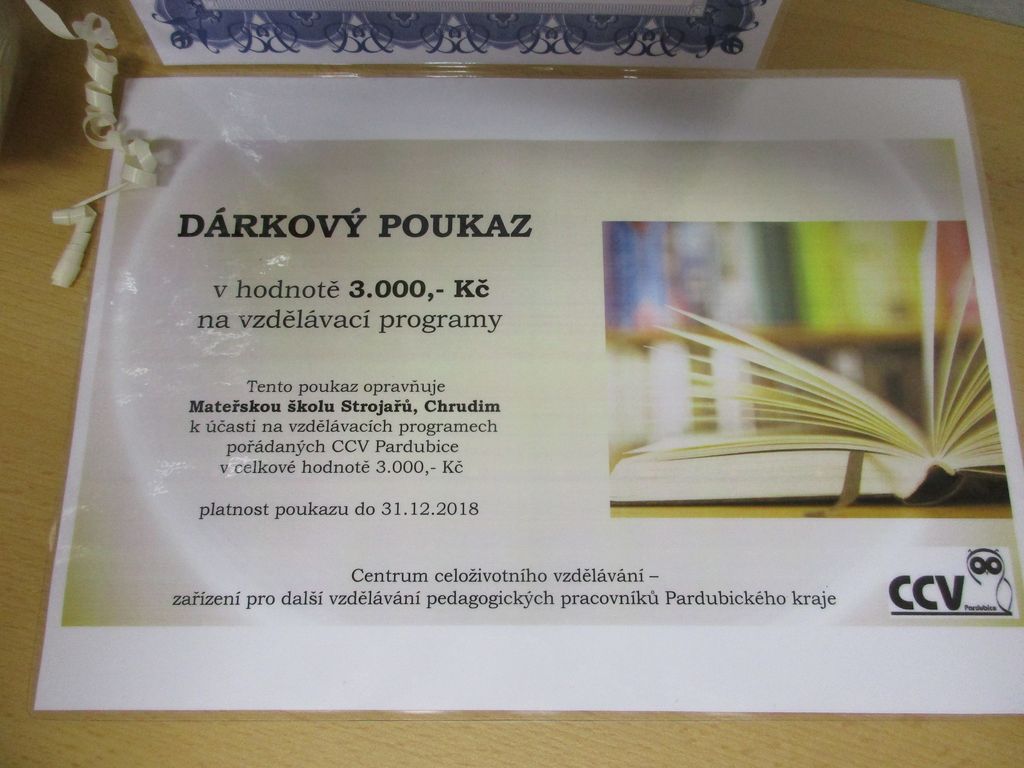 DÁRKOVÝ POUKAZ
v hodnotě 3.000,- Kč
na vzdělávací programy
Tento poukaz opravňuje
Mateřskou školu Strojařů, Chrudim
k účasti na vzdělávacích programech
pořádaných CCV Pardubice
v celkové hodnotě 3.000,- Kč
platnost poukazu do 31.12.2018
Centrum celoživotního vzdělávání –
zařízení pro další vzdělávání pedagogických pracovníků Pardubického kraje
CCV
Pardubice